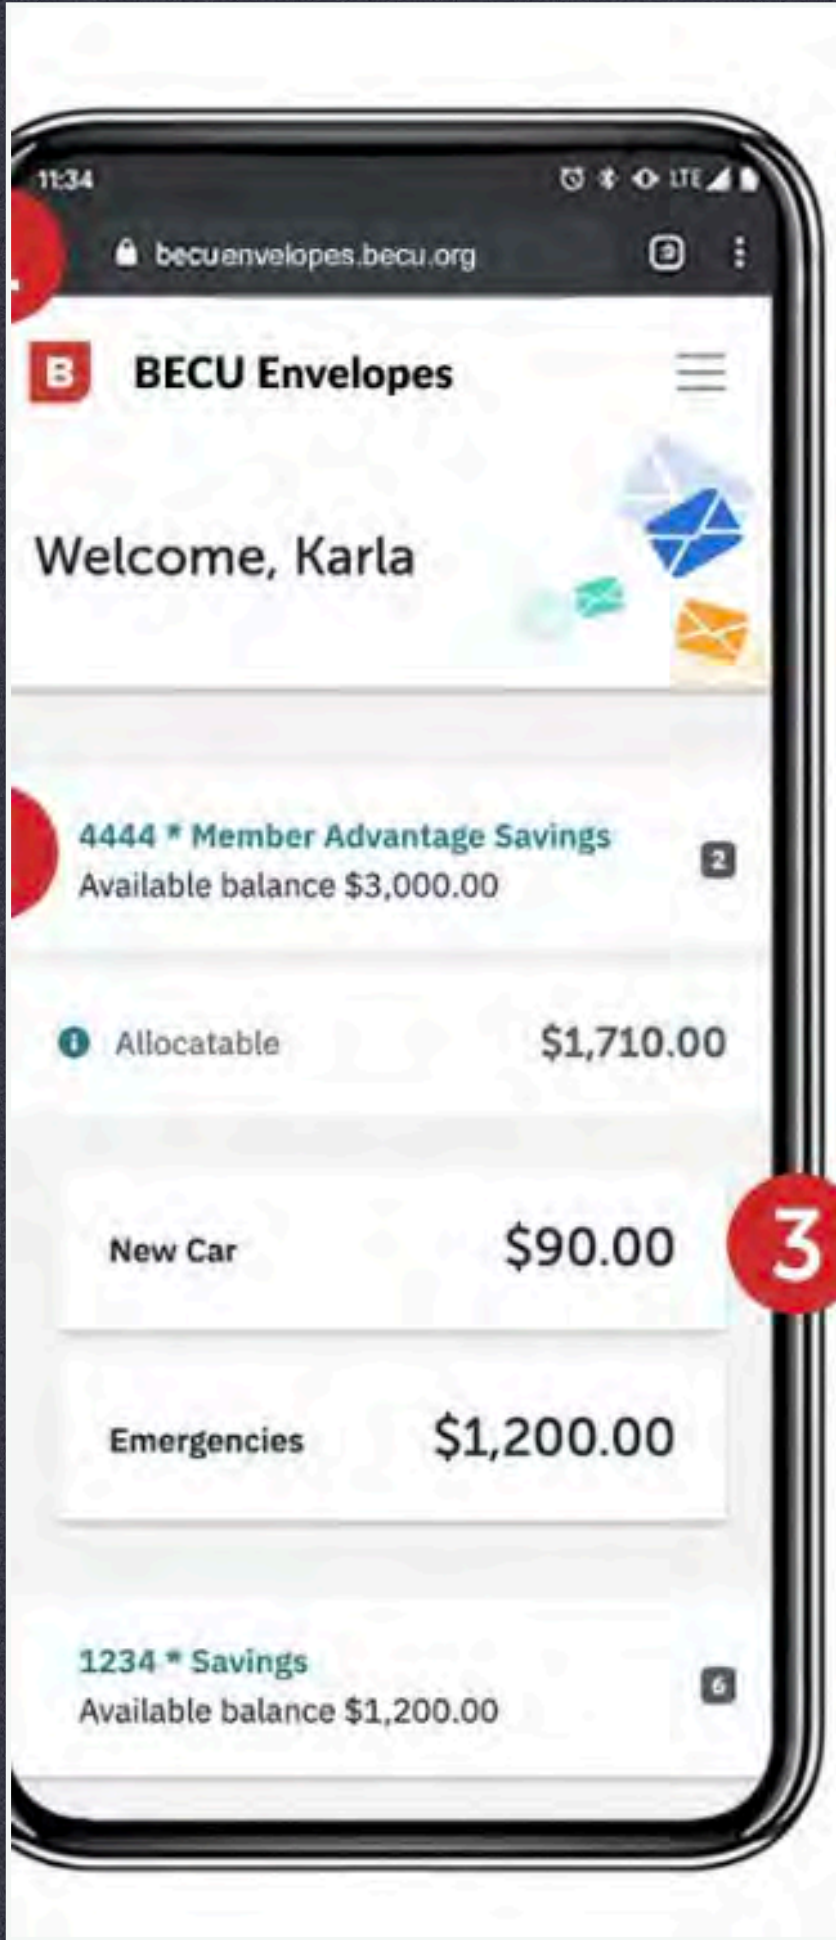 11:34
LTE
becuenvelopes.becu.org
B BECU Envelopes
Welcome, Karla
4444 * Member Advantage Savings
Available balance $3,000.00
2
Allocatable $1,710.00
New Car $90.00
3
Emergencies $1,200.00
1234 * Savings
Available balance $1,200.00
6